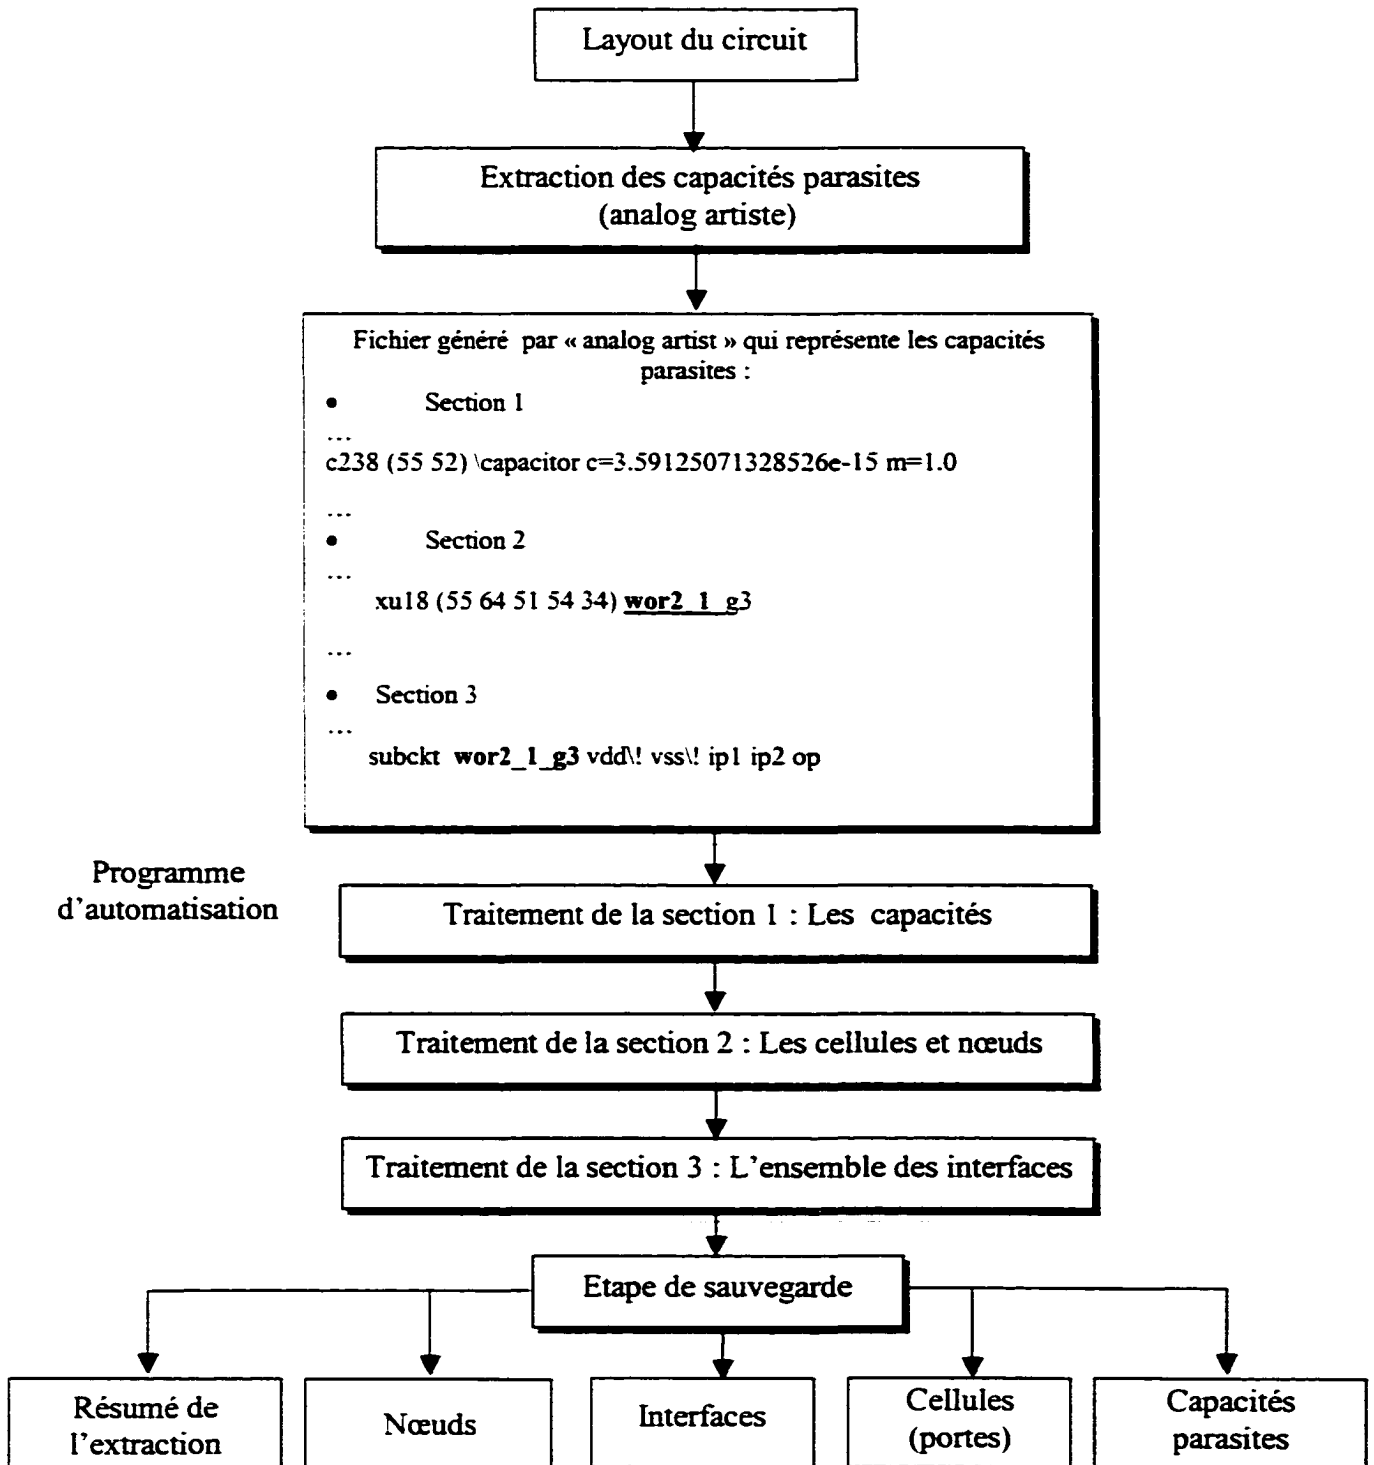 Layout du circuit
Extraction des capacités parasites
(analog artiste)
Fichier généré par « analog artist » qui représente les capacités
parasites :
• Section 1
...
c238 (55 52) \capacitor c=3.59125071328526e-15 m=1.0
...
• Section 2
...
xu18 (55 64 51 54 34) wor2_1_g3
...
• Section 3
...
subckt wor2_1_g3 vdd\! vss\! ip1 ip2 op
Programme
d'automatisation
Traitement de la section 1 : Les capacités
Traitement de la section 2 : Les cellules et nœuds
Traitement de la section 3 : L'ensemble des interfaces
Etape de sauvegarde
Résumé de
l'extraction
Nœuds
Interfaces
Cellules
(portes)
Capacités
parasites